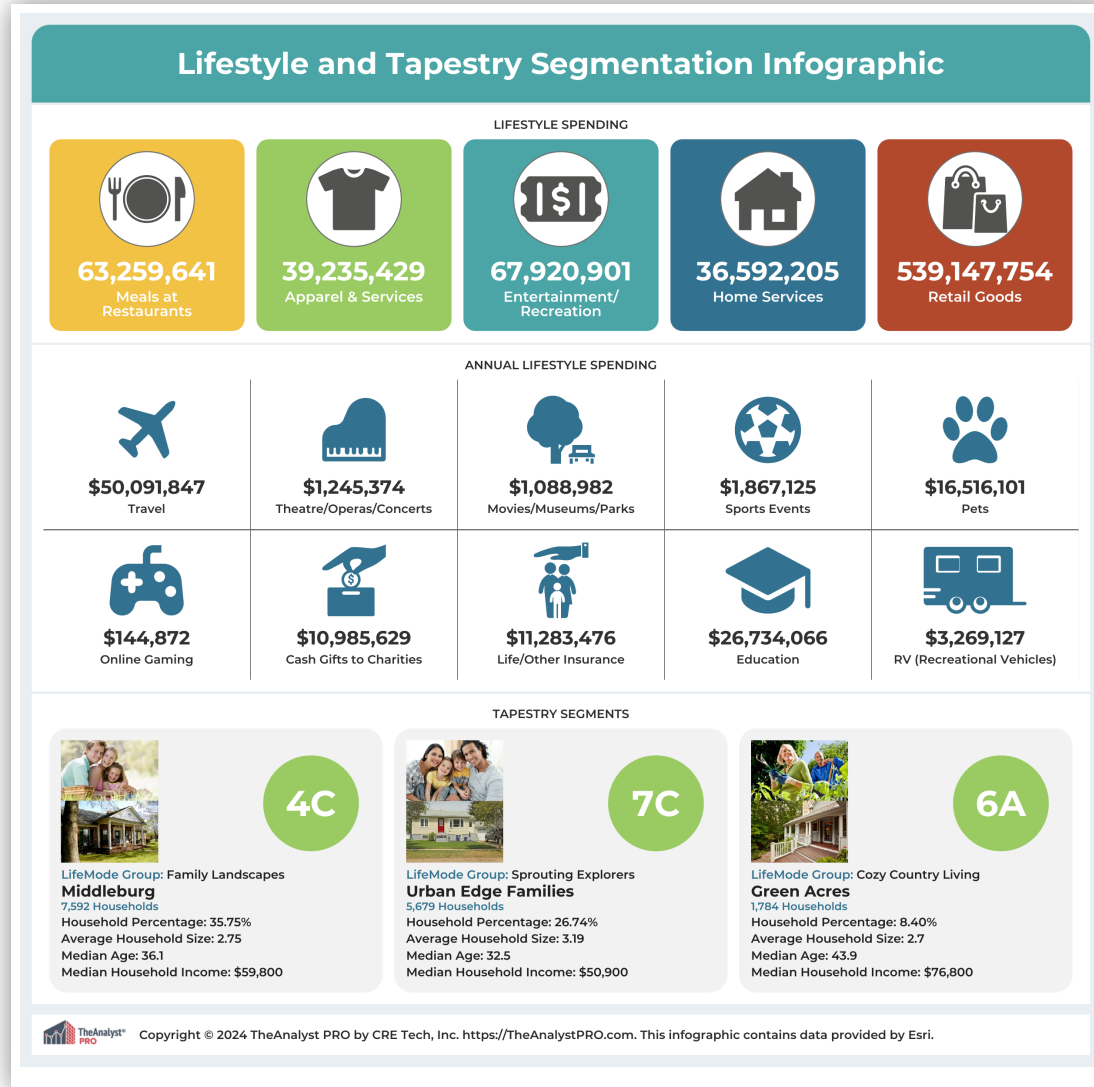 Lifestyle and Tapestry Segmentation Infographic
LIFESTYLE SPENDING
63,259,641
Meals at
Restaurants
39,235,429
Apparel & Services
$
67,920,901
Entertainment/
Recreation
36,592,205
Home Services
539,147,754
Retail Goods
ANNUAL LIFESTYLE SPENDING
$50,091,847
Travel
$1,245,374
Theatre/Operas/Concerts
$1,088,982
Movies/Museums/Parks
$1,867,125
Sports Events
$16,516,101
Pets
$144,872
Online Gaming
$
$10,985,629
Cash Gifts to Charities
$11,283,476
Life/Other Insurance
$26,734,066
Education
$3,269,127
RV (Recreational Vehicles)
TAPESTRY SEGMENTS
4C
LifeMode Group: Family Landscapes
Middleburg
7,592 Households
Household Percentage: 35.75%
Average Household Size: 2.75
Median Age: 36.1
Median Household Income: $59,800
7C
LifeMode Group: Sprouting Explorers
Urban Edge Families
5,679 Households
Household Percentage: 26.74%
Average Household Size: 3.19
Median Age: 32.5
Median Household Income: $50,900
6A
LifeMode Group: Cozy Country Living
Green Acres
1,784 Households
Household Percentage: 8.40%
Average Household Size: 2.7
Median Age: 43.9
Median Household Income: $76,800
TheAnalyst®
PRO
Copyright © 2024 TheAnalyst PRO by CRE Tech, Inc. https://TheAnalystPRO.com. This infographic contains data provided by Esri.